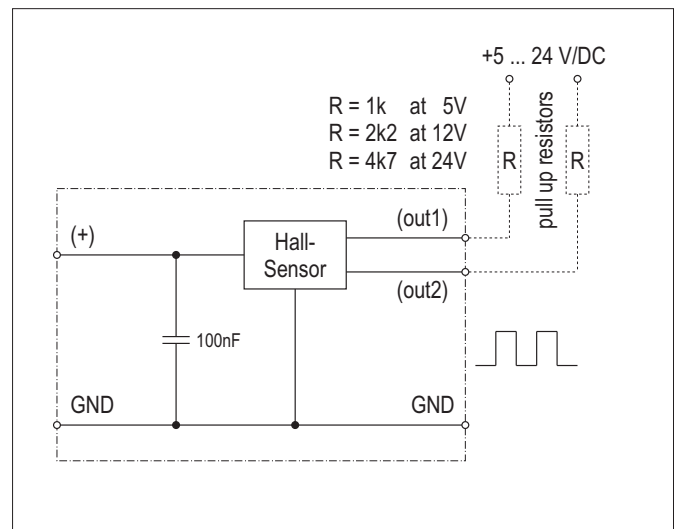 +5 ... 24 V/DC
R = 1k at 5V
R = 2k2 at 12V
R = 4k7 at 24V
R
pull up resistors
R
(+)
Hall-
Sensor
(out1)
(out2)
100nF
GND
GND